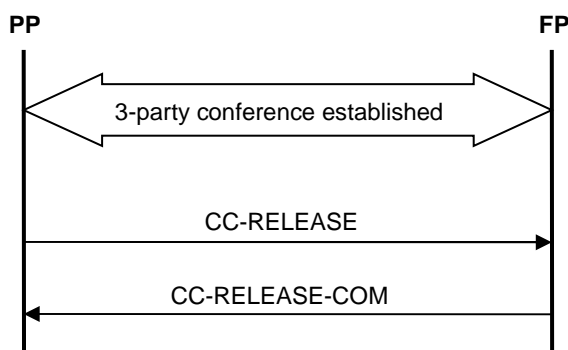 PP FP
3-party conference established
CC-RELEASE
CC-RELEASE-COM